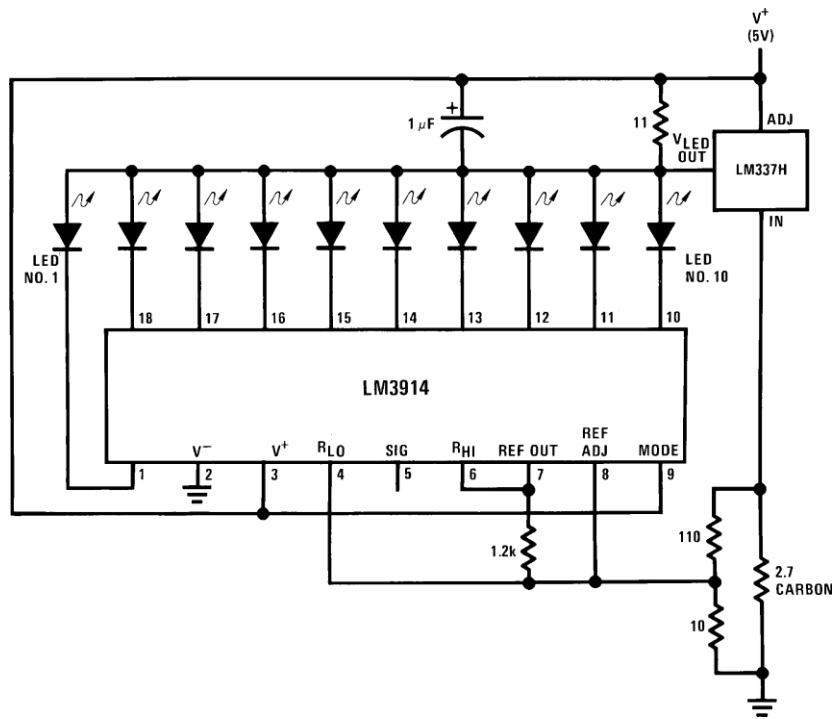 V+
(5V)
1 μF
11
ADJ
VLED
OUT
LM337H
IN
LED
NO. 1
LED
NO. 10
18 17 16 15 14 13 12 11 10
LM3914
V− V+ RLO SIG RHI REF OUT REF
ADJ MODE
1 2 3 4 5 6 7 8 9
1.2k
110
2.7
CARBON
10